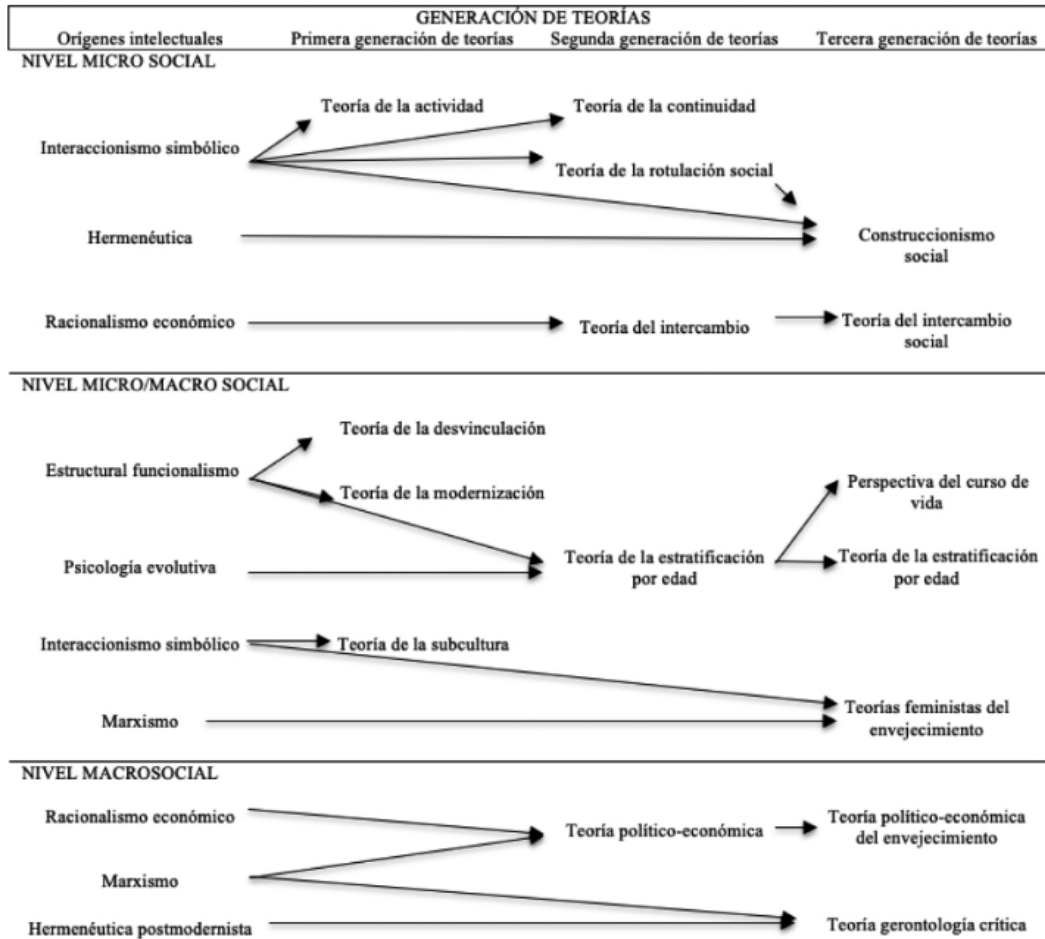 GENERACIÓN DE TEORÍAS
Orígenes intelectuales Primera generación de teorías Segunda generación de teorías Tercera generación de teorías
NIVEL MICRO SOCIAL
Teoría de la actividad Teoría de la continuidad
Interaccionismo simbólico
Teoría de la rotulación social
Hermenéutica Construccionismo
social
Racionalismo económico Teoría del intercambio Teoría del intercambio
social
NIVEL MICRO/MACRO SOCIAL
Teoría de la desvinculación
Estructural funcionalismo Perspectiva del curso de
vida
Teoría de la modernización
Psicología evolutiva Teoría de la estratificación Teoría de la estratificación
por edad por edad
Interaccionismo simbólico Teoría de la subcultura
Marxismo Teorías feministas del
envejecimiento
NIVEL MACROSOCIAL
Racionalismo económico Teoría político-económica Teoría político-económica
del envejecimiento
Marxismo
Hermenéutica postmodernista Teoría gerontología crítica